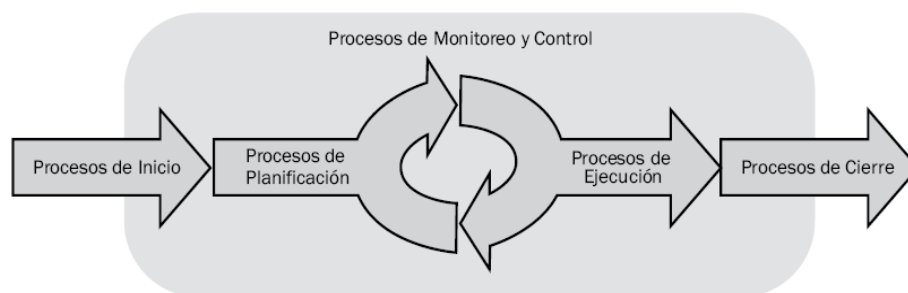 Procesos de Monitoreo y Control
Procesos de Inicio
Procesos de
Planificación
Procesos de
Ejecución
Procesos de Cierre